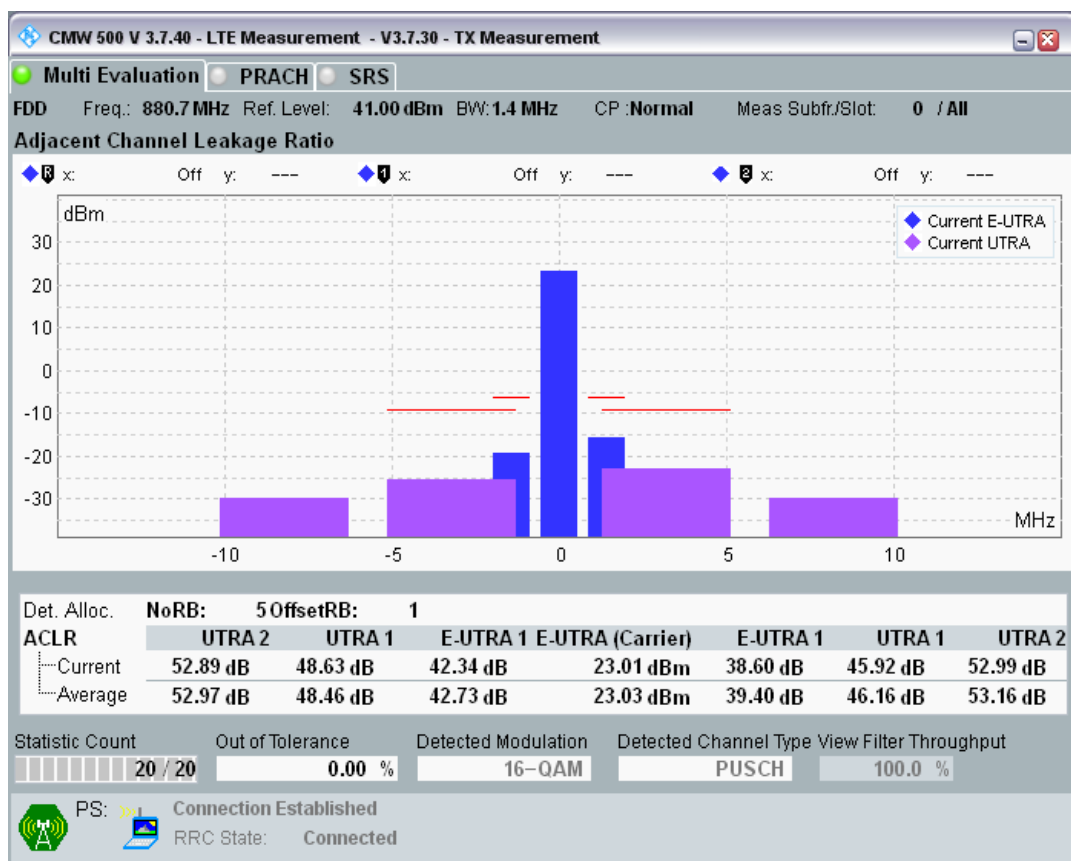 CMW 500 V 3.7.40 - LTE Measurement - V3.7.30 - TX Measurement
Multi Evaluation PRACH SRS
FDD Freq.: 880.7 MHz Ref. Level: 41.00 dBm BW: 1.4 MHz CP :Normal Meas Subfr./Slot: 0 / All
Adjacent Channel Leakage Ratio
R x: Off y: --- 1 x: Off y: --- 2 x: Off y: ---
dBm
Current E-UTRA
Current UTRA
30
20
10
0
-10
-20
-30
MHz
-10 -5 0 5 10
Det. Alloc. NoRB: 5 OffsetRB: 1
ACLR UTRA 2 UTRA 1 E-UTRA 1 E-UTRA (Carrier) E-UTRA 1 UTRA 1 UTRA 2
Current 52.89 dB 48.63 dB 42.34 dB 23.01 dBm 38.60 dB 45.92 dB 52.99 dB
Average 52.97 dB 48.46 dB 42.73 dB 23.03 dBm 39.40 dB 46.16 dB 53.16 dB
Statistic Count Out of Tolerance Detected Modulation Detected Channel Type View Filter Throughput
20 / 20 0.00 % 16-QAM PUSCH 100.0 %
PS: Connection Established
RRC State: Connected